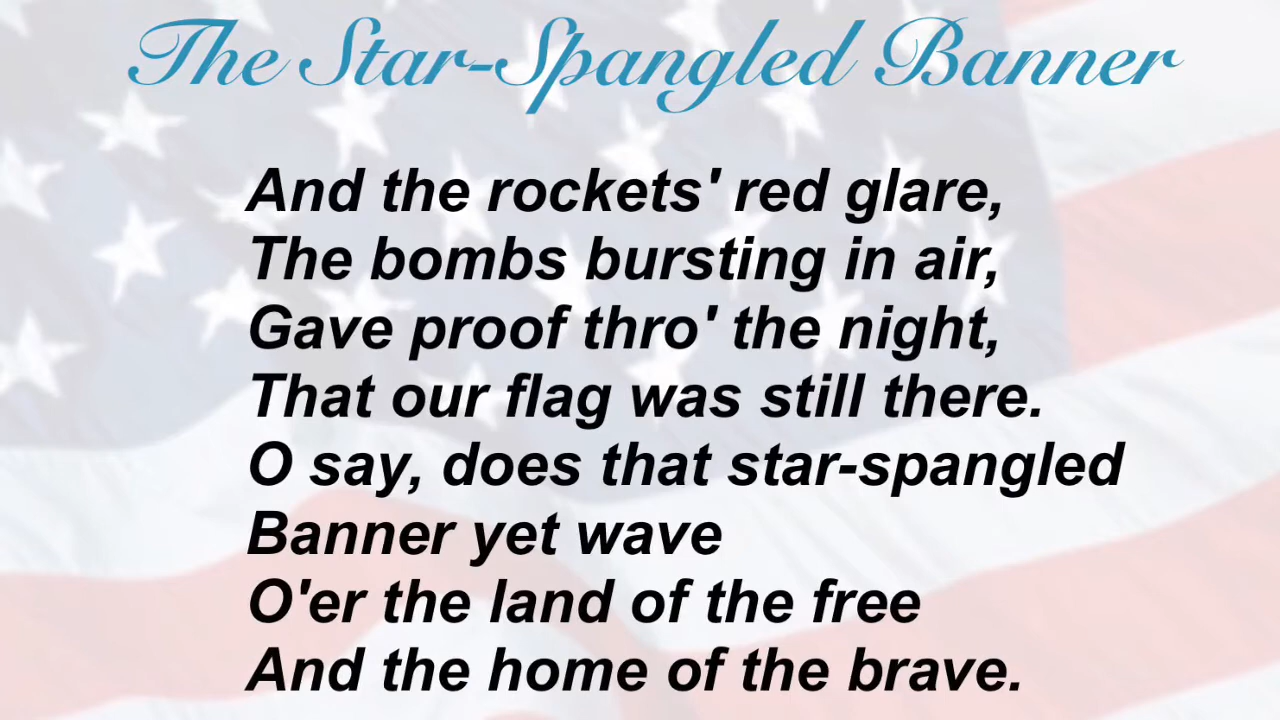 The Star-Spangled Banner
And the rockets' red glare,
The bombs bursting in air,
Gave proof thro' the night,
That our flag was still there.
O say, does that star-spangled
Banner yet wave
O'er the land of the free
And the home of the brave.